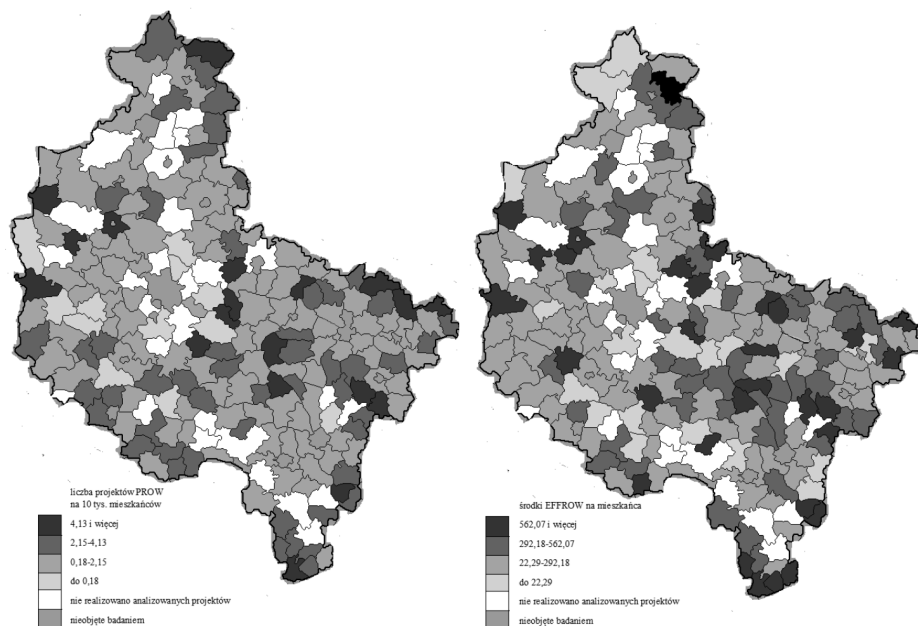 liczba projektów PROW
na 10 tys. mieszkańców
4,13 i więcej
2,15-4,13
0,18-2,15
do 0,18
nie realizowano analizowanych projektów
nieobjęte badaniem
środki EFFROW na mieszkańca
562,07 i więcej
292,18-562,07
22,29-292,18
do 22,29
nie realizowano analizowanych projektów
nieobjęte badaniem